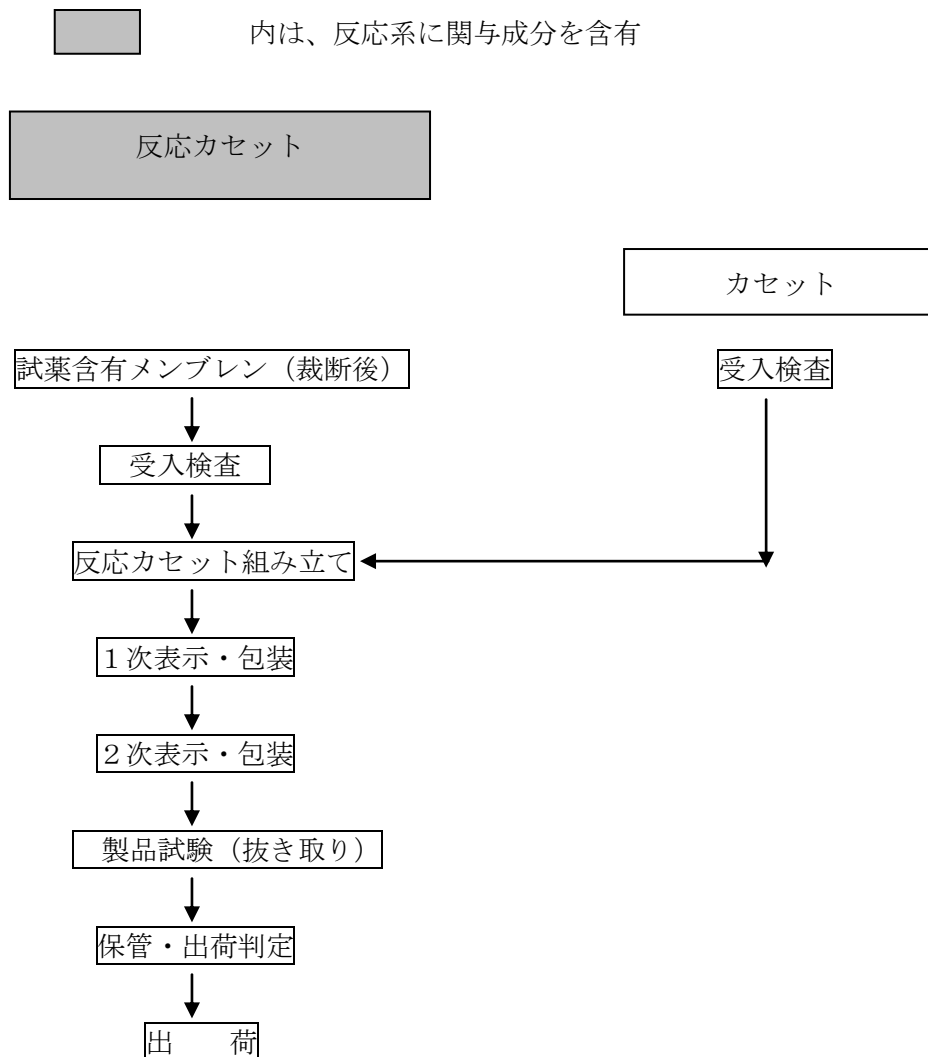 内は、反応系に関与成分を含有
反応カセット
カセット
試薬含有メンブレン（裁断後）
受入検査
受入検査
反応カセット組み立て
１次表示・包装
２次表示・包装
製品試験（抜き取り）
保管・出荷判定
出　　荷